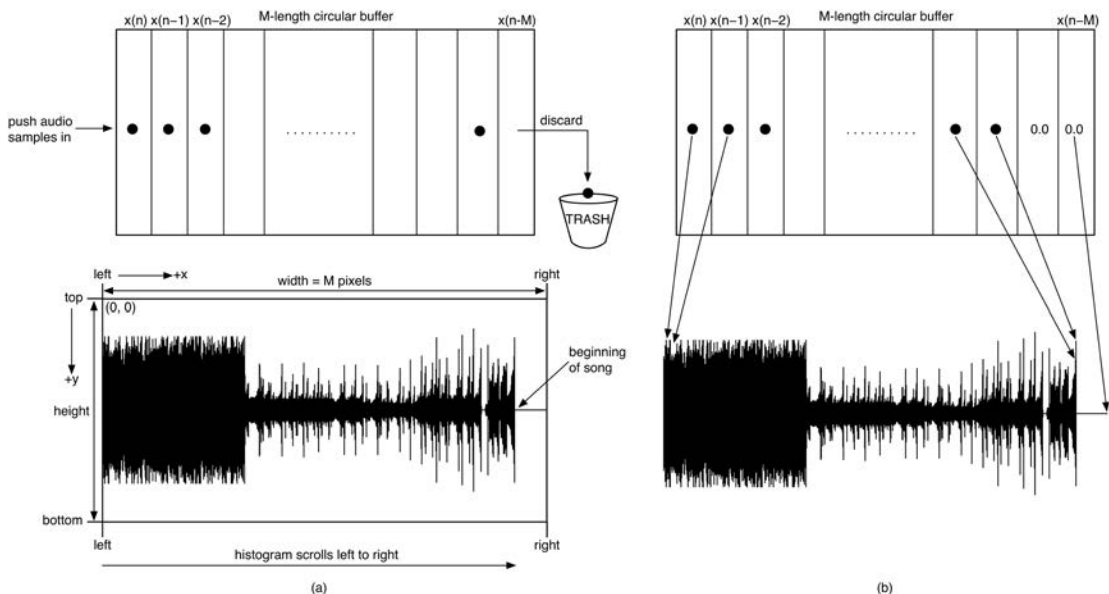 x(n) x(n−1) x(n−2)
M-length circular buffer
x(n-M)
push audio
samples in
. . . . . . . . . .
discard
TRASH
left
+x
width = M pixels
right
top
(0, 0)
+y
height
beginning
of song
bottom
left
right
histogram scrolls left to right
(a)
x(n) x(n−1) x(n−2)
M-length circular buffer
x(n−M)
. . . . . . . . . .
0.0
0.0
(b)